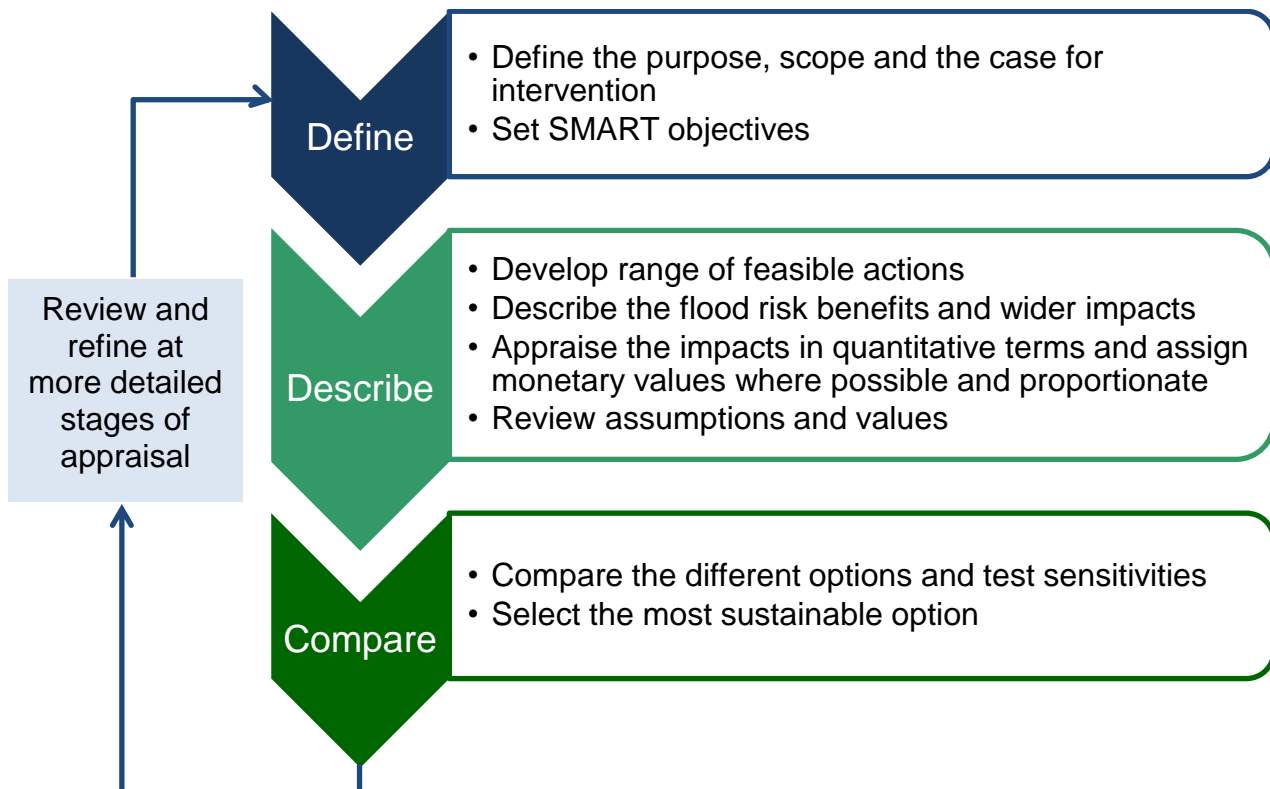 Define
• Define the purpose, scope and the case for
intervention
• Set SMART objectives
Review and
refine at
more detailed
stages of
appraisal
Describe
• Develop range of feasible actions
• Describe the flood risk benefits and wider impacts
• Appraise the impacts in quantitative terms and assign
monetary values where possible and proportionate
• Review assumptions and values
Compare
• Compare the different options and test sensitivities
• Select the most sustainable option